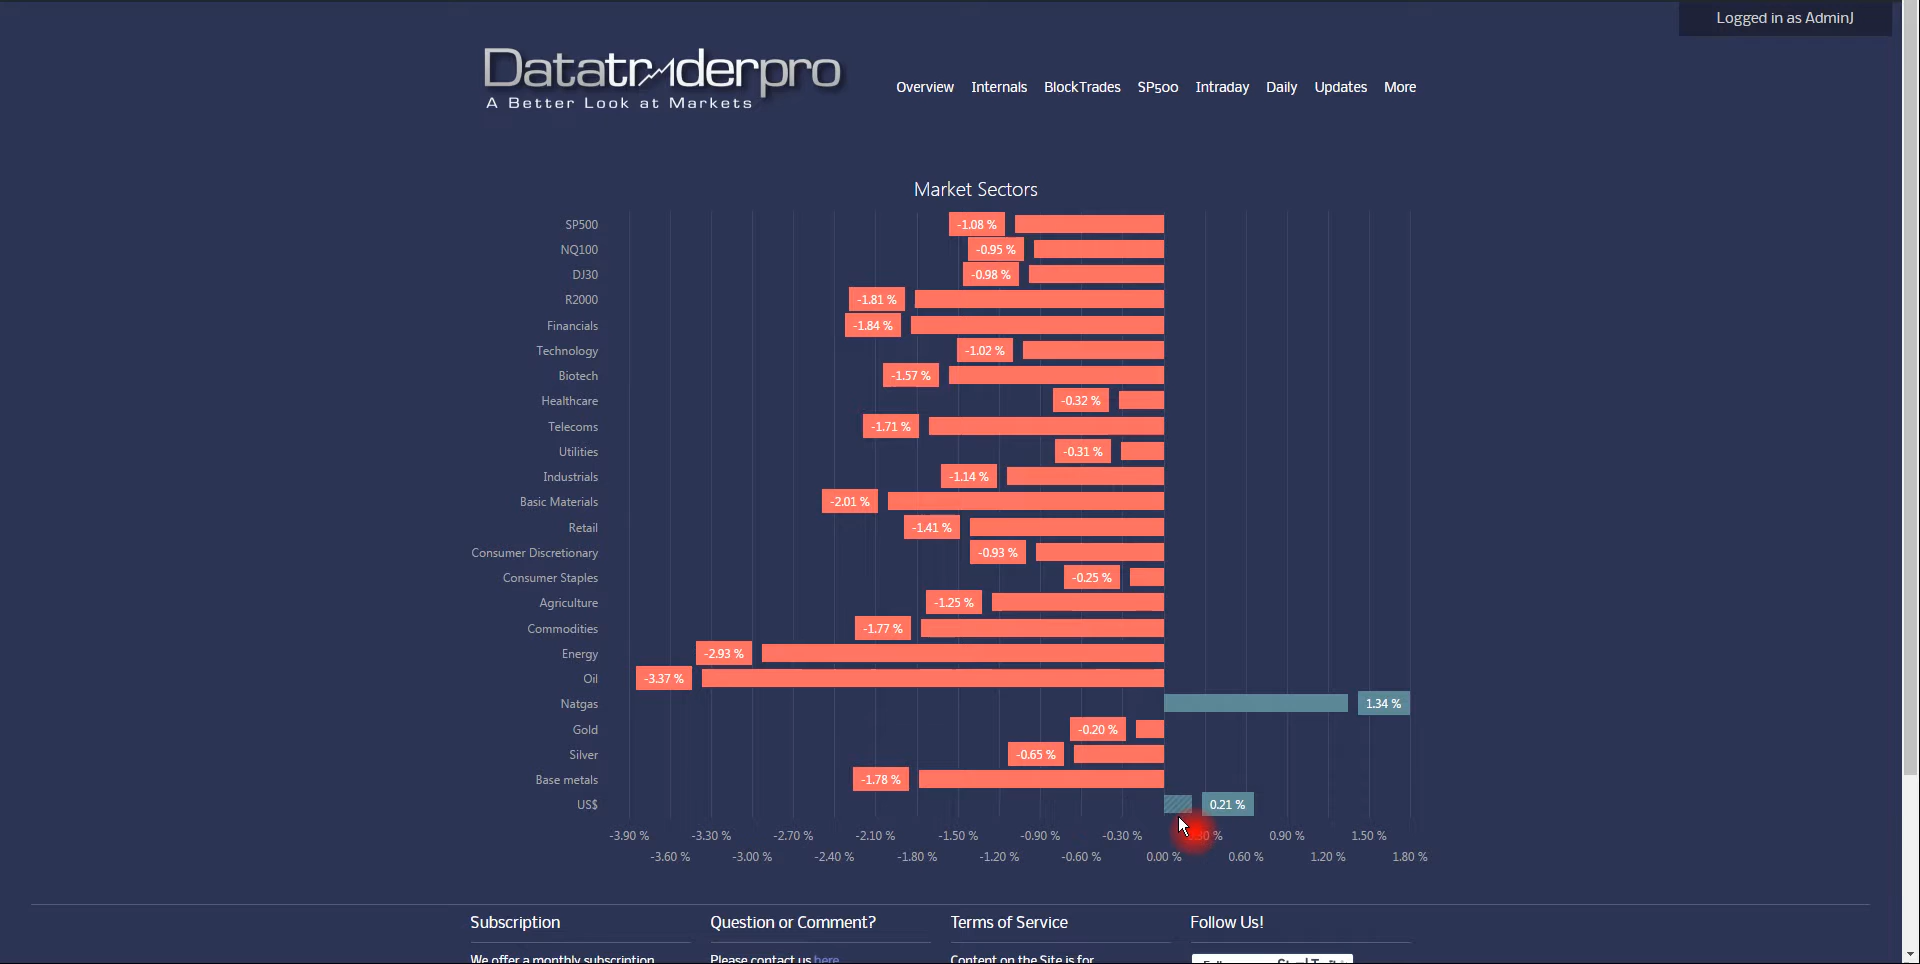 Logged in as AdminJ
Datatraderpro
A Better Look at Markets
Overview Internals BlockTrades SP500 Intraday Daily Updates More
Market Sectors
SP500 -1.08 %
NQ100 -0.95 %
DJ30 -0.98 %
R2000 -1.81 %
Financials -1.84 %
Technology -1.02 %
Biotech -1.57 %
Healthcare -0.32 %
Telecoms -1.71 %
Utilities -0.31 %
Industrials -1.14 %
Basic Materials -2.01 %
Retail -1.41 %
Consumer Discretionary -0.93 %
Consumer Staples -0.25 %
Agriculture -1.25 %
Commodities -1.77 %
Energy -2.93 %
Oil -3.37 %
Natgas 1.34 %
Gold -0.20 %
Silver -0.65 %
Base metals -1.78 %
US$ 0.21 %
-3.90 % -3.30 % -2.70 % -2.10 % -1.50 % -0.90 % -0.30 % 0.90 % 1.50 %
-3.60 % -3.00 % -2.40 % -1.80 % -1.20 % -0.60 % 0.00 % 0.60 % 1.20 % 1.80 %
Subscription Question or Comment? Terms of Service Follow Us!
We offer a monthly subscription Please contact us here Content on the Site is for